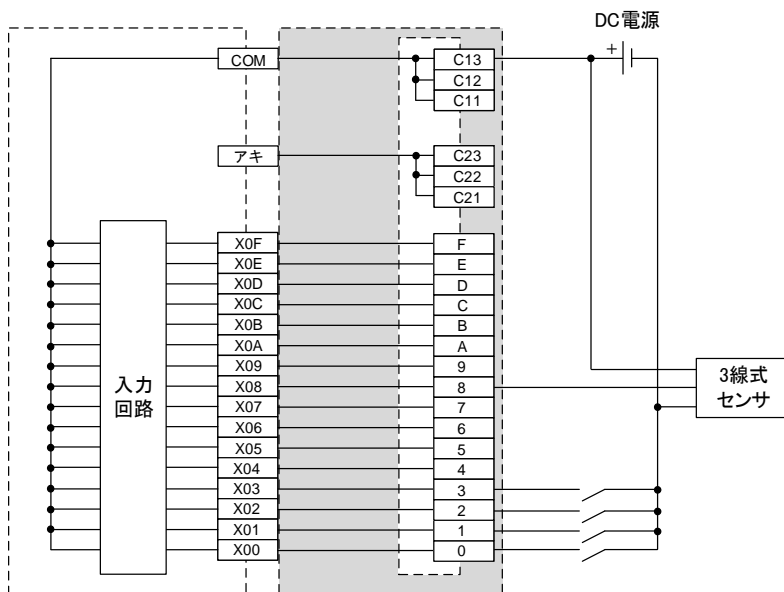 DC電源
+
COM
C13
C12
C11
アキ
C23
C22
C21
X0F
F
X0E
E
X0D
D
X0C
C
X0B
B
X0A
A
X09
9
X08
8
X07
7
X06
6
X05
5
X04
4
X03
3
X02
2
X01
1
X00
0
入力
回路
3線式
センサ